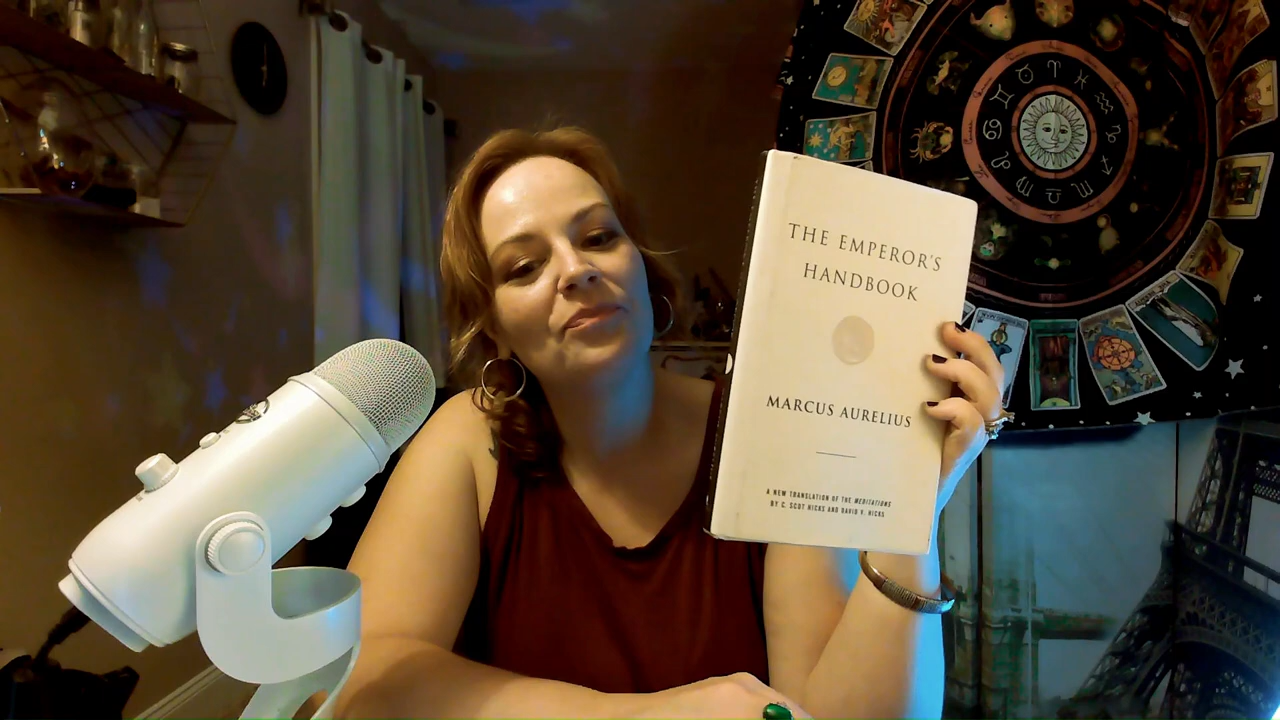 THE EMPEROR'S
HANDBOOK
MARCUS AURELIUS
A NEW TRANSLATION OF THE MEDITATIONS
BY C. SCOT HICKS AND DAVID V. HICKS